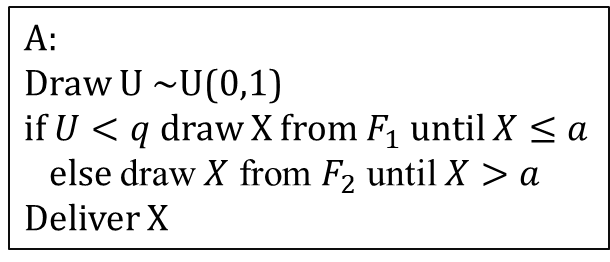 A:
Draw U ~U(0,1)
if U < q draw X from F₁ until X ≤ a
else draw X from F₂ until X > a
Deliver X